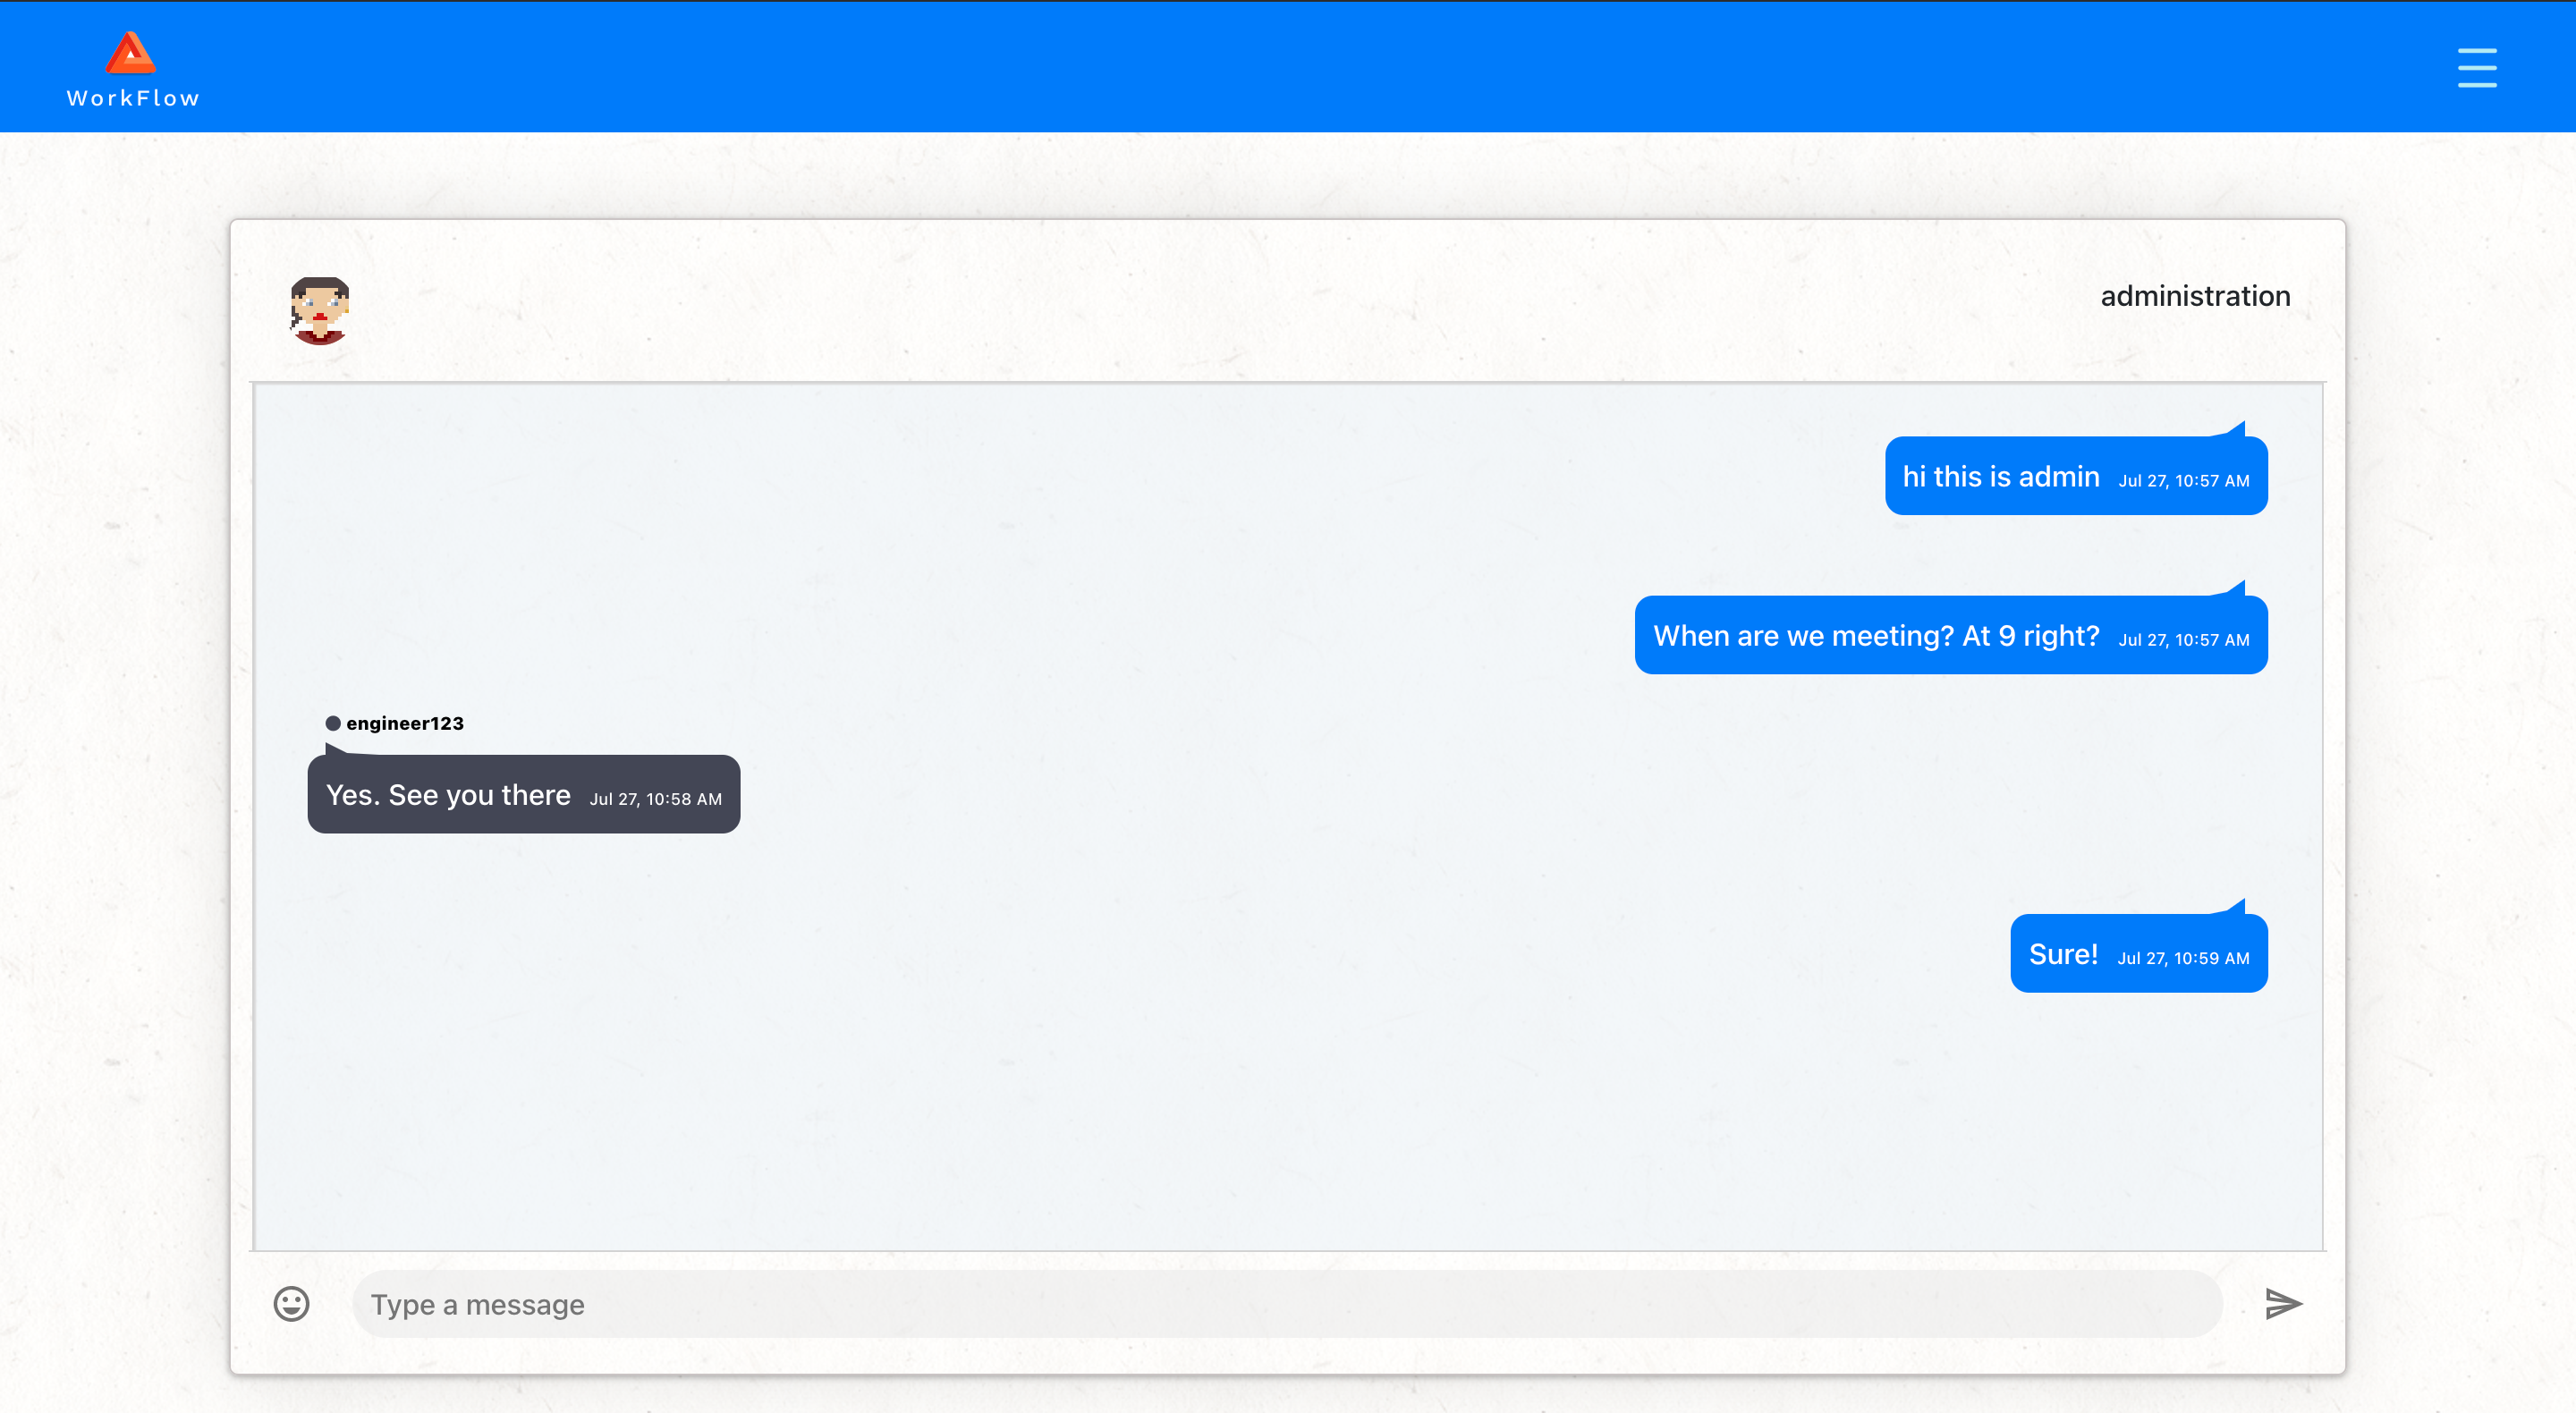 WorkFlow
administration
hi this is admin Jul 27, 10:57 AM
When are we meeting? At 9 right? Jul 27, 10:57 AM
engineer123
Yes. See you there Jul 27, 10:58 AM
Sure! Jul 27, 10:59 AM
Type a message